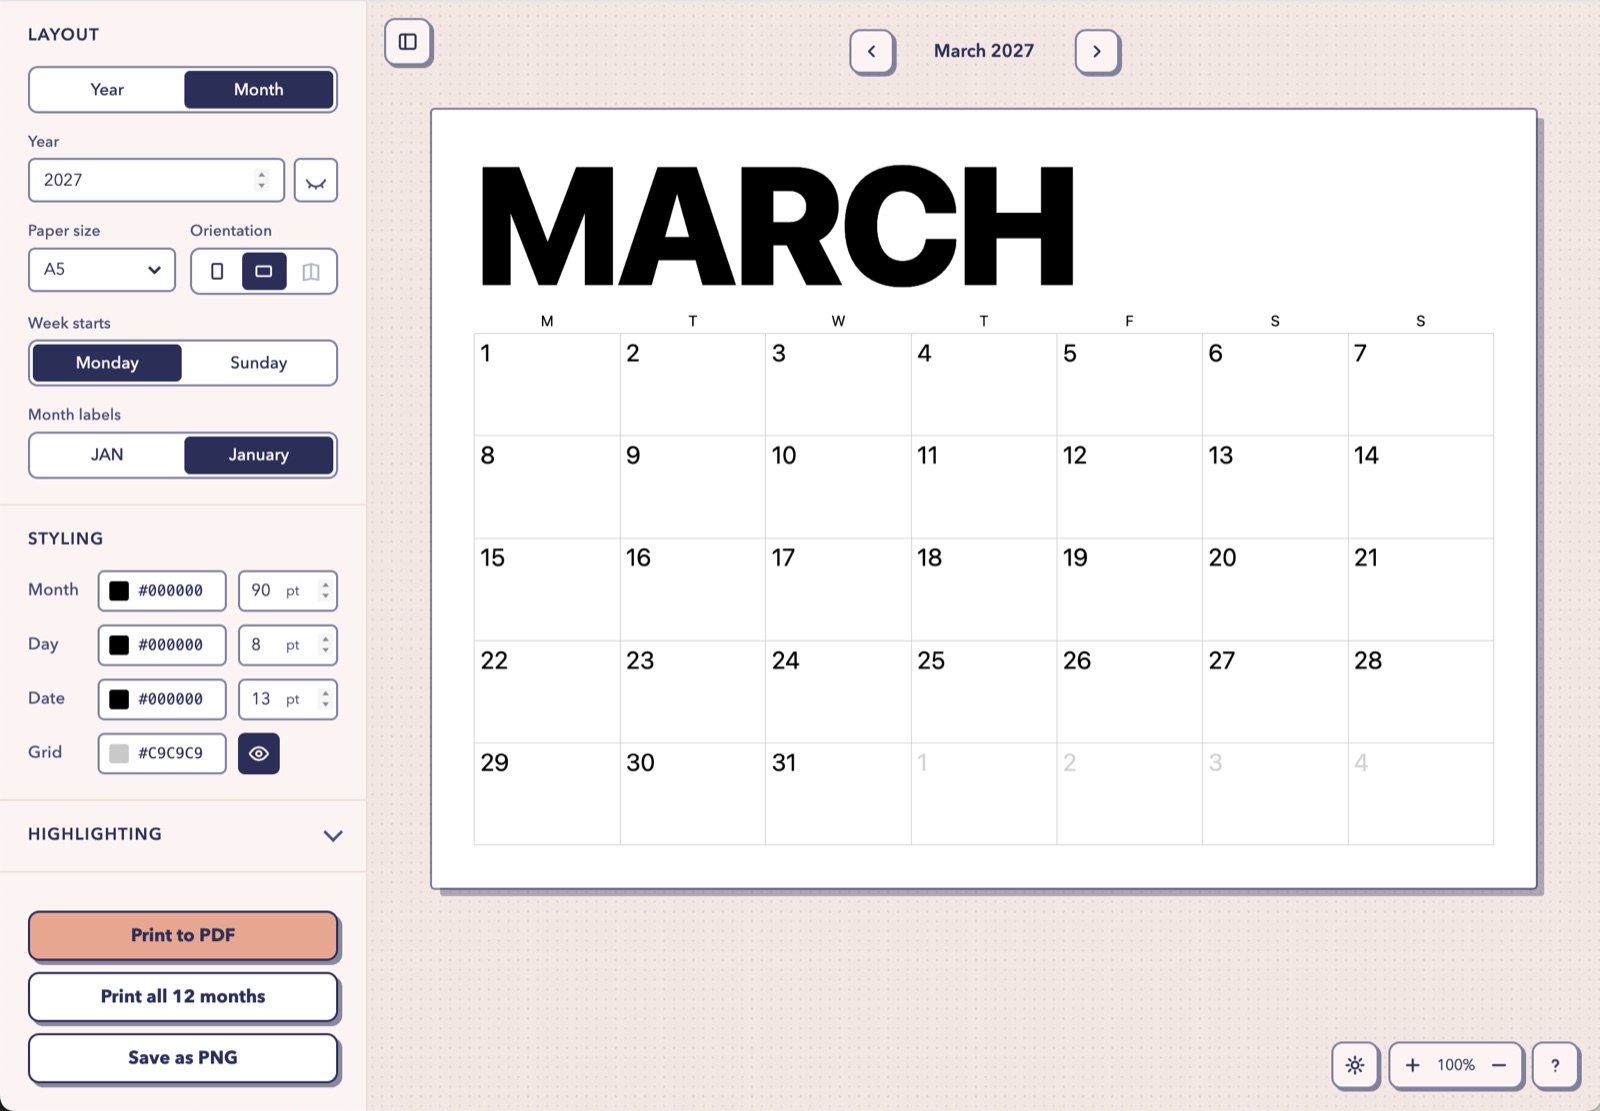 LAYOUT
Year Month
Year
2027
Paper size Orientation
A5
Week starts
Monday Sunday
Month labels
JAN January
STYLING
Month #000000 90 pt
Day #000000 8 pt
Date #000000 13 pt
Grid #C9C9C9
HIGHLIGHTING
Print to PDF
Print all 12 months
Save as PNG
March 2027
MARCH
M T W T F S S
1 2 3 4 5 6 7
8 9 10 11 12 13 14
15 16 17 18 19 20 21
22 23 24 25 26 27 28
29 30 31 1 2 3 4
+ 100% − ?